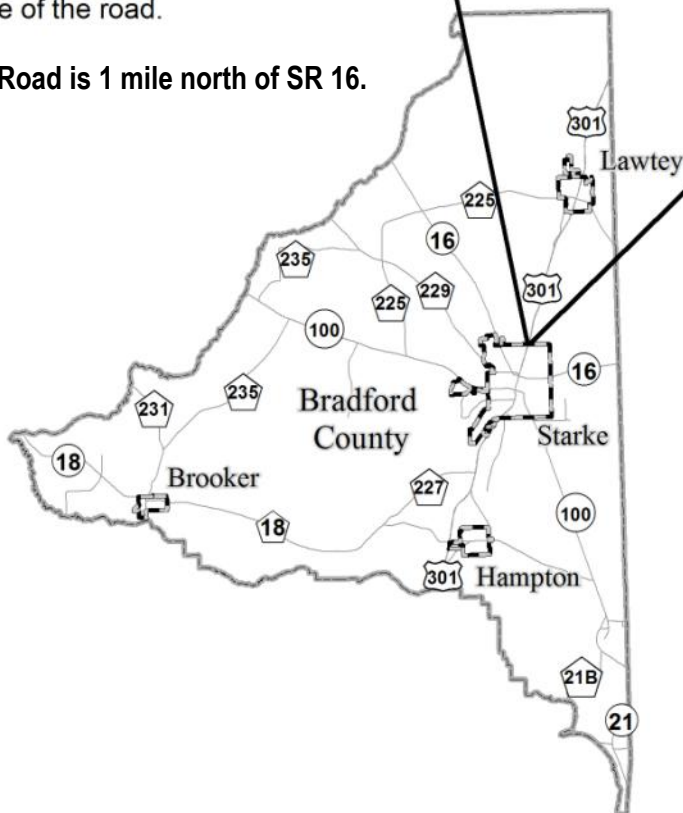 e of the road.
Road is 1 mile north of SR 16.
301
Lawtey
225
16
235
301
229
225
100
16
235
Bradford
County
231
Starke
18
Brooker
227
18
100
301
Hampton
21B
21